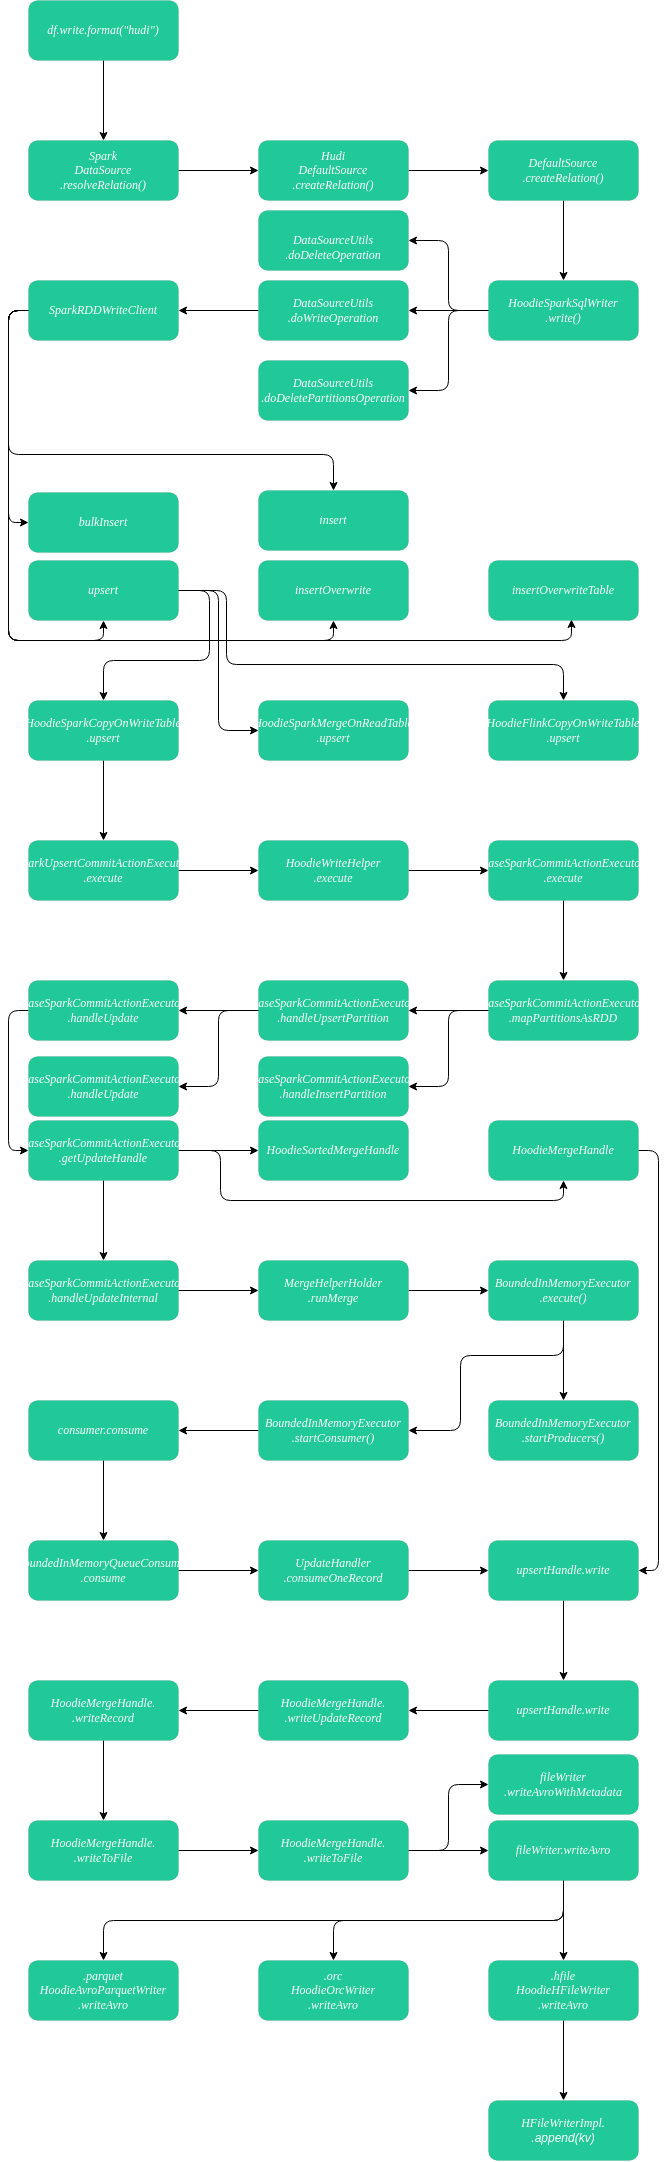 df.write.format("hudi")
Spark
DataSource
.resolveRelation()
Hudi
DefaultSource
.createRelation()
DefaultSource
.createRelation()
DataSourceUtils
.doDeleteOperation
SparkRDDWriteClient
DataSourceUtils
.doWriteOperation
HoodieSparkSqlWriter
.write()
DataSourceUtils
.doDeletePartitionsOperation
bulkInsert
insert
upsert
insertOverwrite
insertOverwriteTable
HoodieSparkCopyOnWriteTable
.upsert
HoodieSparkMergeOnReadTable
.upsert
HoodieFlinkCopyOnWriteTable
.upsert
arkUpsertCommitActionExecut
.execute
HoodieWriteHelper
.execute
aseSparkCommitActionExecuto
.execute
aseSparkCommitActionExecuto
.handleUpdate
aseSparkCommitActionExecuto
.handleUpsertPartition
aseSparkCommitActionExecuto
.mapPartitionsAsRDD
aseSparkCommitActionExecuto
.handleUpdate
aseSparkCommitActionExecuto
.handleInsertPartition
aseSparkCommitActionExecuto
.getUpdateHandle
HoodieSortedMergeHandle
HoodieMergeHandle
aseSparkCommitActionExecuto
.handleUpdateInternal
MergeHelperHolder
.runMerge
BoundedInMemoryExecutor
.execute()
consumer.consume
BoundedInMemoryExecutor
.startConsumer()
BoundedInMemoryExecutor
.startProducers()
oundedInMemoryQueueConsum
.consume
UpdateHandler
.consumeOneRecord
upsertHandle.write
HoodieMergeHandle.
.writeRecord
HoodieMergeHandle.
.writeUpdateRecord
upsertHandle.write
fileWriter
.writeAvroWithMetadata
HoodieMergeHandle.
.writeToFile
HoodieMergeHandle.
.writeToFile
fileWriter.writeAvro
.parquet
HoodieAvroParquetWriter
.writeAvro
.orc
HoodieOrcWriter
.writeAvro
.hfile
HoodieHFileWriter
.writeAvro
HFileWriterImpl.
.append(kv)